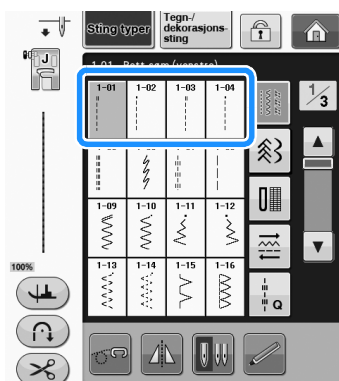 Sting typer
Tegn-/
dekorasjons-
sting
J
1-01 1-02 1-03 1-04
1/3
1-09 1-10 1-11 1-12
100%
1-13 1-14 1-15 1-16
Q